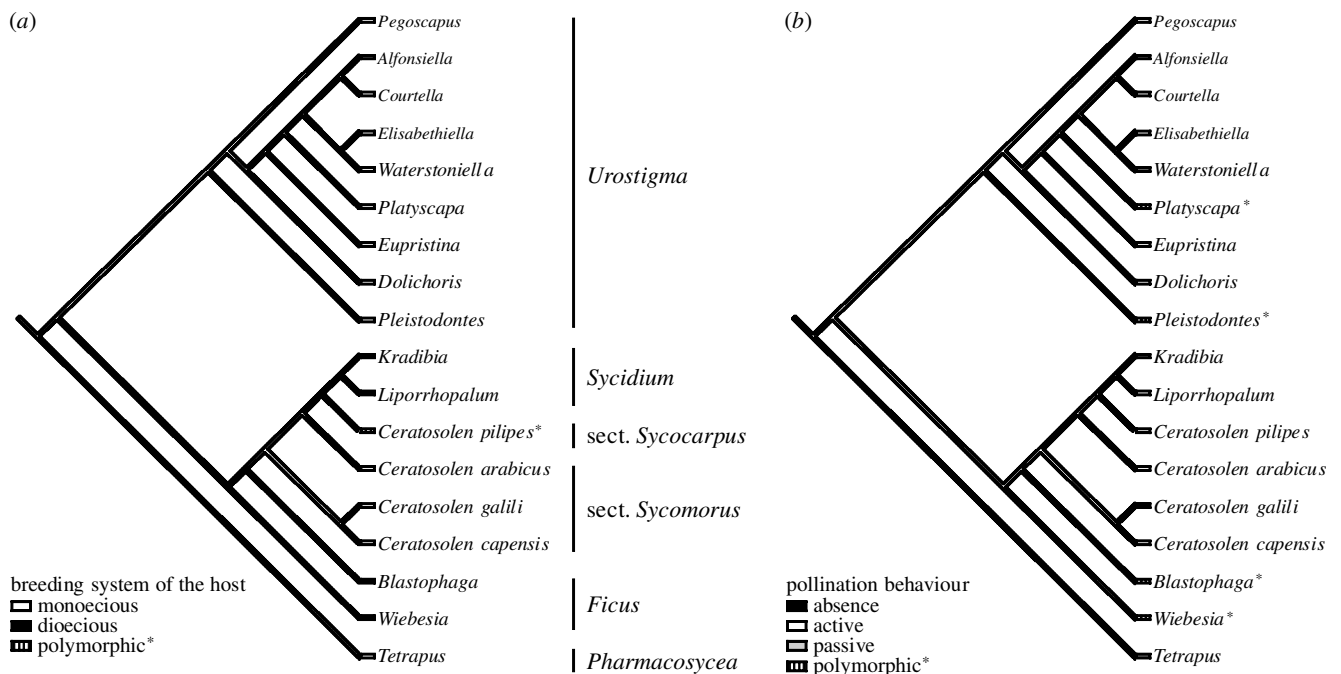 (a)
Pegoscapus
Alfonsiella
Courtella
Elisabethiella
Waterstoniella
Platyscapa
Eupristina
Dolichoris
Pleistodontes
Kradibia
Liporrhopalum
Ceratosolen pilipes*
Ceratosolen arabicus
Ceratosolen galili
Ceratosolen capensis
Blastophaga
Wiebesia
Tetrapus
Urostigma
Sycidium
sect. Sycocarpus
sect. Sycomorus
Ficus
Pharmacosycea
breeding system of the host
monoecious
dioecious
polymorphic*
(b)
Pegoscapus
Alfonsiella
Courtella
Elisabethiella
Waterstoniella
Platyscapa*
Eupristina
Dolichoris
Pleistodontes*
Kradibia
Liporrhopalum
Ceratosolen pilipes
Ceratosolen arabicus
Ceratosolen galili
Ceratosolen capensis
Blastophaga*
Wiebesia*
Tetrapus
pollination behaviour
absence
active
passive
polymorphic*